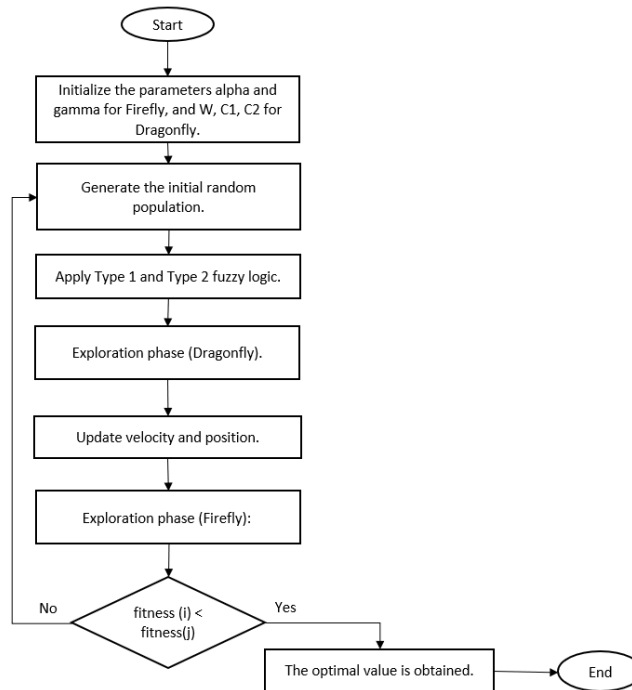 Start
Initialize the parameters alpha and
gamma for Firefly, and W, C1, C2 for
Dragonfly.
Generate the initial random
population.
Apply Type 1 and Type 2 fuzzy logic.
Exploration phase (Dragonfly).
Update velocity and position.
Exploration phase (Firefly):
No
fitness (i) <
fitness(j)
Yes
The optimal value is obtained.
End